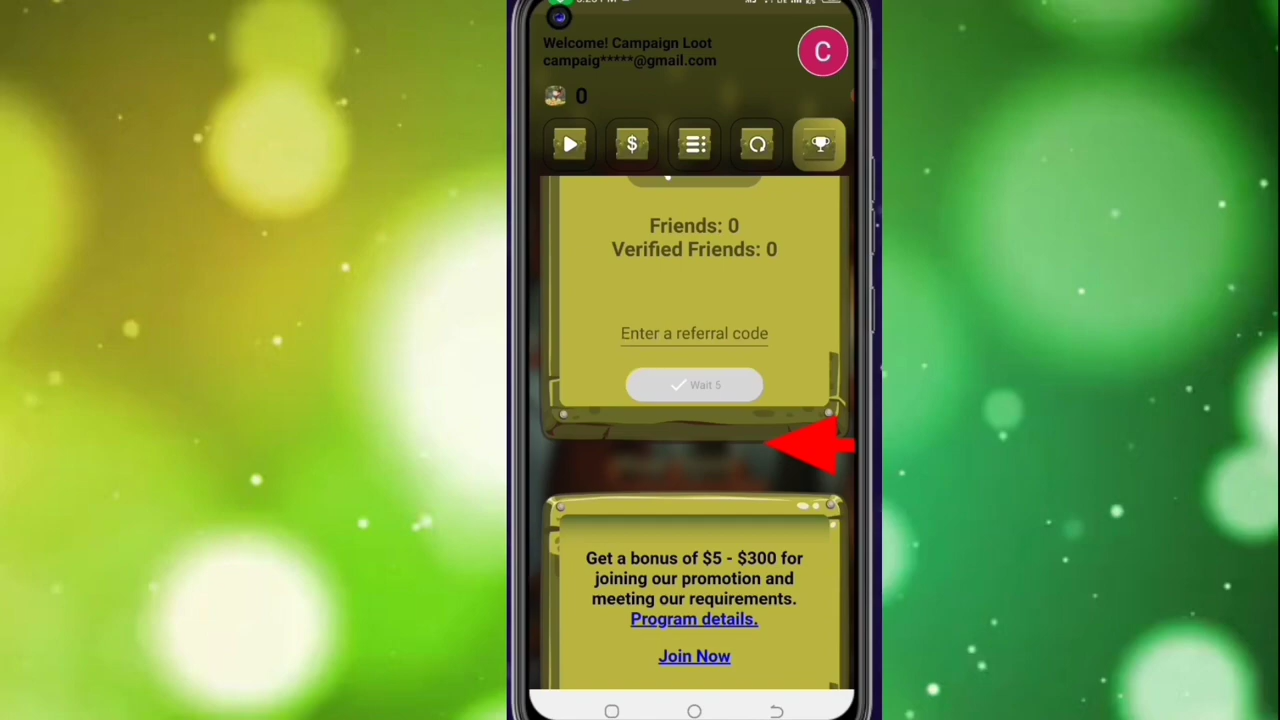 Welcome! Campaign Loot
campaig*****@gmail.com
C
0
$
Friends: 0
Verified Friends: 0
Enter a referral code
Wait 5
Get a bonus of $5 - $300 for
joining our promotion and
meeting our requirements.
Program details.
Join Now